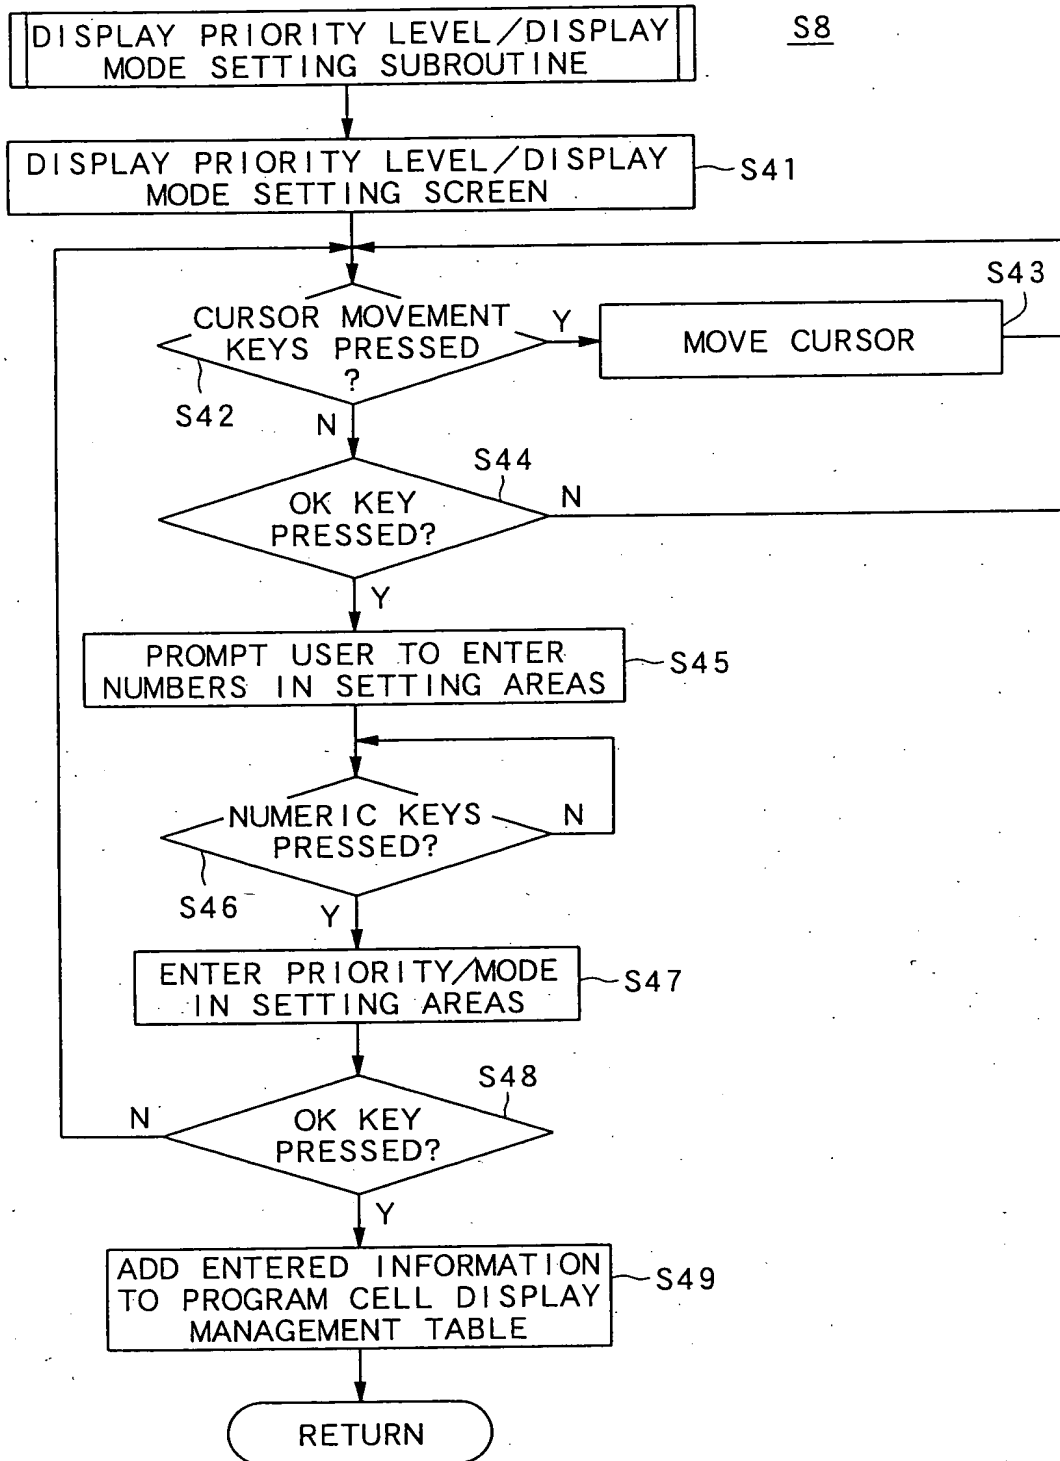 DISPLAY PRIORITY LEVEL/DISPLAY
MODE SETTING SUBROUTINE
S8
DISPLAY PRIORITY LEVEL/DISPLAY
MODE SETTING SCREEN
S41
CURSOR MOVEMENT
KEYS PRESSED
?
S42
Y
N
MOVE CURSOR
S43
OK KEY
PRESSED?
S44
N
Y
PROMPT USER TO ENTER
NUMBERS IN SETTING AREAS
S45
NUMERIC KEYS
PRESSED?
N
S46
Y
ENTER PRIORITY/MODE
IN SETTING AREAS
S47
S48
N
OK KEY
PRESSED?
Y
ADD ENTERED INFORMATION
TO PROGRAM CELL DISPLAY
MANAGEMENT TABLE
S49
RETURN